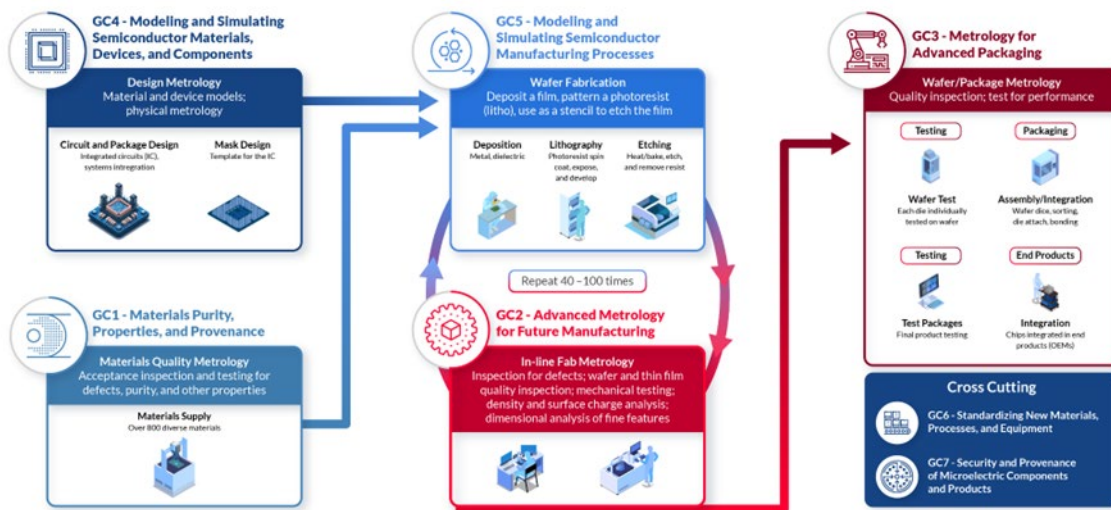 GC4 - Modeling and Simulating
Semiconductor Materials,
Devices, and Components
Design Metrology
Material and device models;
physical metrology
Circuit and Package Design
Integrated circuits (IC),
systems intregration
Mask Design
Template for the IC
GC1 - Materials Purity,
Properties, and Provenance
Materials Quality Metrology
Acceptance inspection and testing for
defects, purity, and other properties
Materials Supply
Over 800 diverse materials
GC5 - Modeling and
Simulating Semiconductor
Manufacturing Processes
Wafer Fabrication
Deposit a film, pattern a photoresist
(litho), use as a stencil to etch the film
Deposition
Metal, dielectric
Lithography
Photoresist spin
coat, expose,
and develop
Etching
Heat/bake, etch,
and remove resist
Repeat 40 –100 times
GC2 - Advanced Metrology
for Future Manufacturing
In-line Fab Metrology
Inspection for defects; wafer and thin film
quality inspection; mechanical testing;
density and surface charge analysis;
dimensional analysis of fine features
GC3 - Metrology for
Advanced Packaging
Wafer/Package Metrology
Quality inspection; test for performance
Testing
Wafer Test
Each die individually
tested on wafer
Packaging
Assembly/Integration
Wafer dice, sorting,
die attach, bonding
Testing
Test Packages
Final product testing
End Products
Integration
Chips integrated in end
products (OEMs)
Cross Cutting
GC6 - Standardizing New Materials,
Processes, and Equipment
GC7 - Security and Provenance
of Microelectric Components
and Products